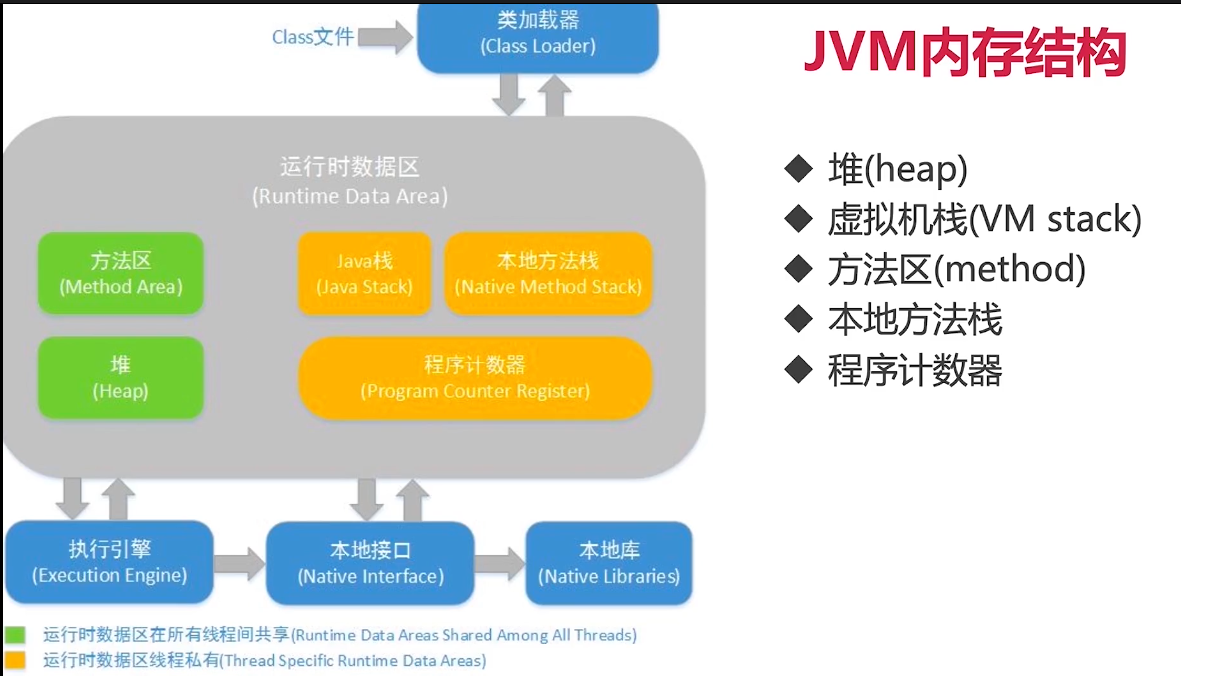 Class文件
类加载器
(Class Loader)
运行时数据区
(Runtime Data Area)
方法区
(Method Area)
Java栈
(Java Stack)
本地方法栈
(Native Method Stack)
堆
(Heap)
程序计数器
(Program Counter Register)
执行引擎
(Execution Engine)
本地接口
(Native Interface)
本地库
(Native Libraries)
运行时数据区在所有线程间共享(Runtime Data Areas Shared Among All Threads)
运行时数据区线程私有(Thread Specific Runtime Data Areas)
JVM内存结构
◆ 堆(heap)
◆ 虚拟机栈(VM stack)
◆ 方法区(method)
◆ 本地方法栈
◆ 程序计数器